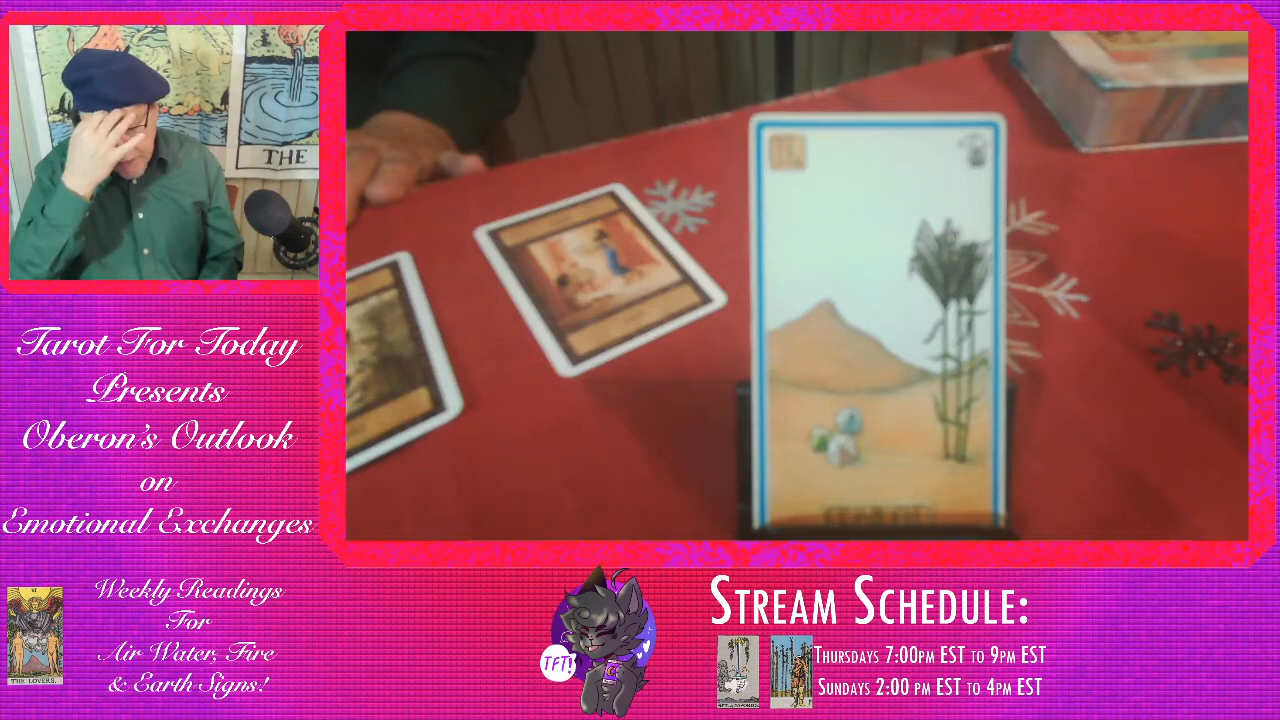 THE
Tarot For Today
Presents
Oberon's Outlook
on
Emotional Exchanges
Weekly Readings
For
Air Water, Fire
& Earth Signs!
VI
THE LOVERS.
TFT!
STREAM SCHEDULE:
THURSDAYS 7:00PM EST TO 9PM EST
SUNDAYS 2:00 PM EST TO 4PM EST